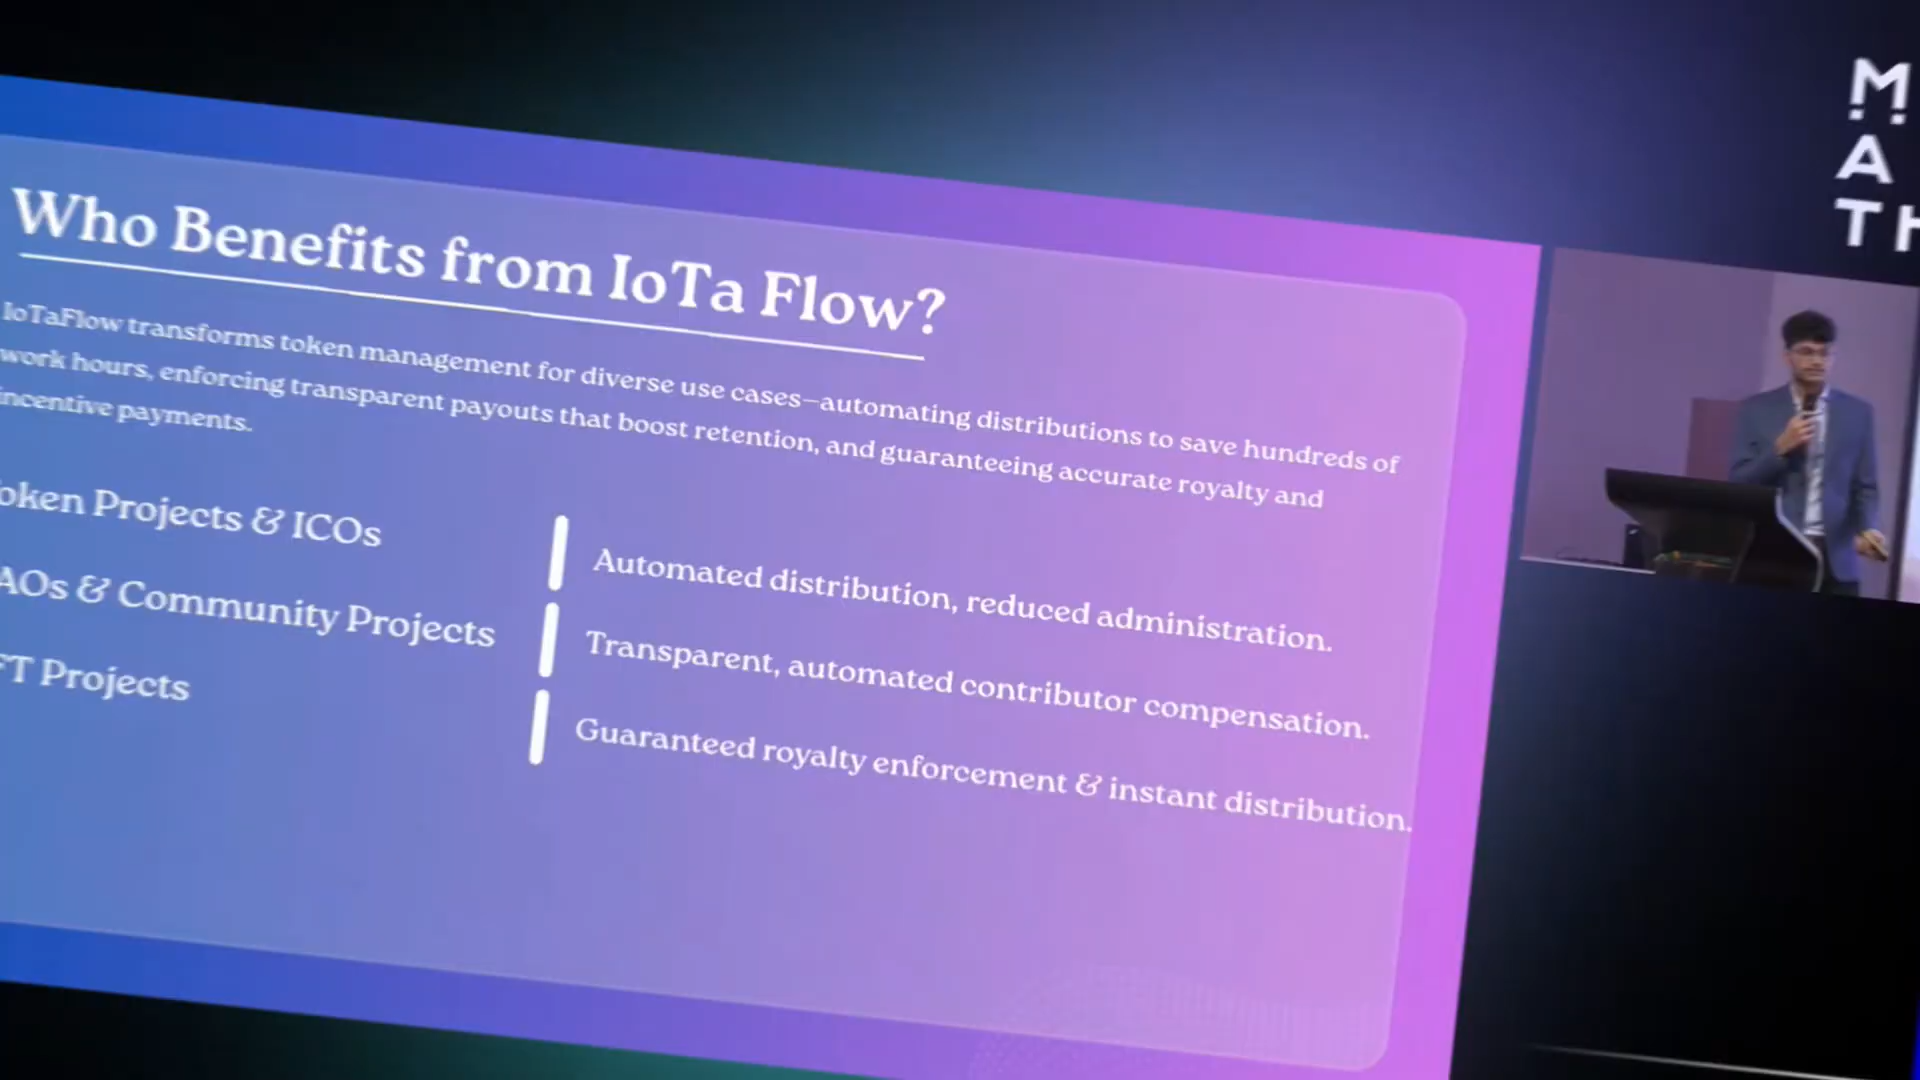 Who Benefits from IoTa Flow?
IoTaFlow transforms token management for diverse use cases—automating distributions to save hundreds of
work hours, enforcing transparent payouts that boost retention, and guaranteeing accurate royalty and
incentive payments.
oken Projects & ICOs
Automated distribution, reduced administration.
AOs & Community Projects
Transparent, automated contributor compensation.
FT Projects
Guaranteed royalty enforcement & instant distribution.
M
A
TH